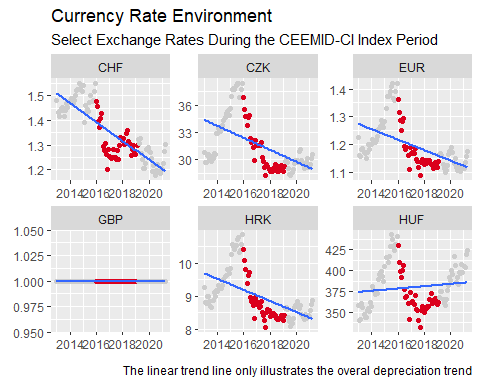 Currency Rate Environment
Select Exchange Rates During the CEEMID-CI Index Period
CHF CZK EUR
1.5 36 1.4
1.4 33 1.3
1.3 30 1.2
1.2 1.1
2014 2016 2018 2020 2014 2016 2018 2020 2014 2016 2018 2020
GBP HRK HUF
1.050 10 425
1.025 9 400
1.000 8 375
0.975 350
0.950
2014 2016 2018 2020 2014 2016 2018 2020 2014 2016 2018 2020
The linear trend line only illustrates the overal depreciation trend